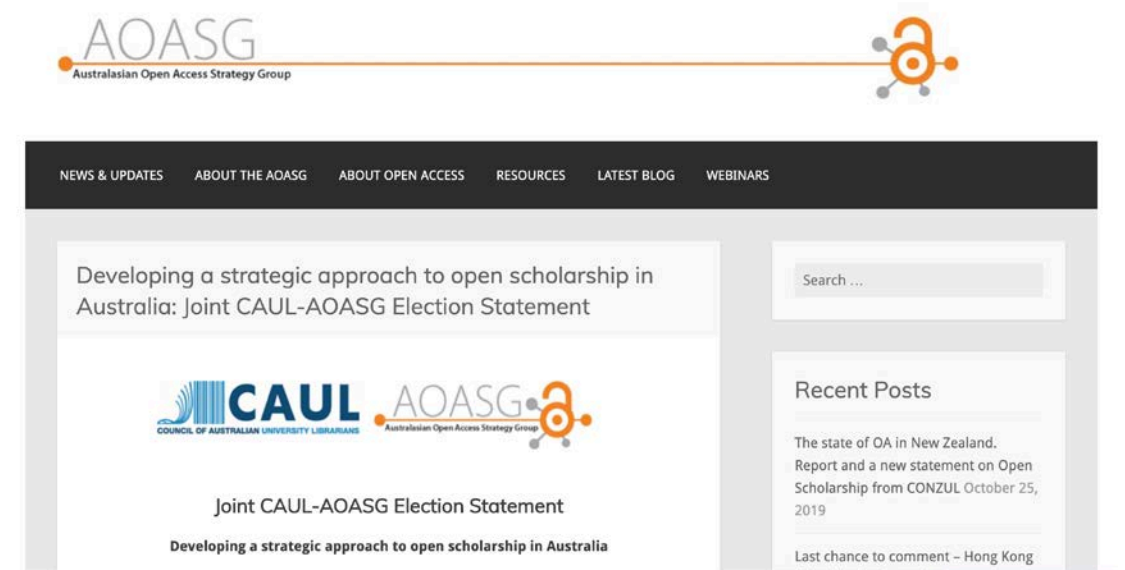 AOASG
Australasian Open Access Strategy Group
NEWS & UPDATES ABOUT THE AOASG ABOUT OPEN ACCESS RESOURCES LATEST BLOG WEBINARS
Developing a strategic approach to open scholarship in
Australia: Joint CAUL-AOASG Election Statement
CAUL
COUNCIL OF AUSTRALIAN UNIVERSITY LIBRARIANS
AOASG
Australasian Open Access Strategy Group
Joint CAUL-AOASG Election Statement
Developing a strategic approach to open scholarship in Australia
Search ...
Recent Posts
The state of OA in New Zealand.
Report and a new statement on Open
Scholarship from CONZUL October 25,
2019
Last chance to comment – Hong Kong